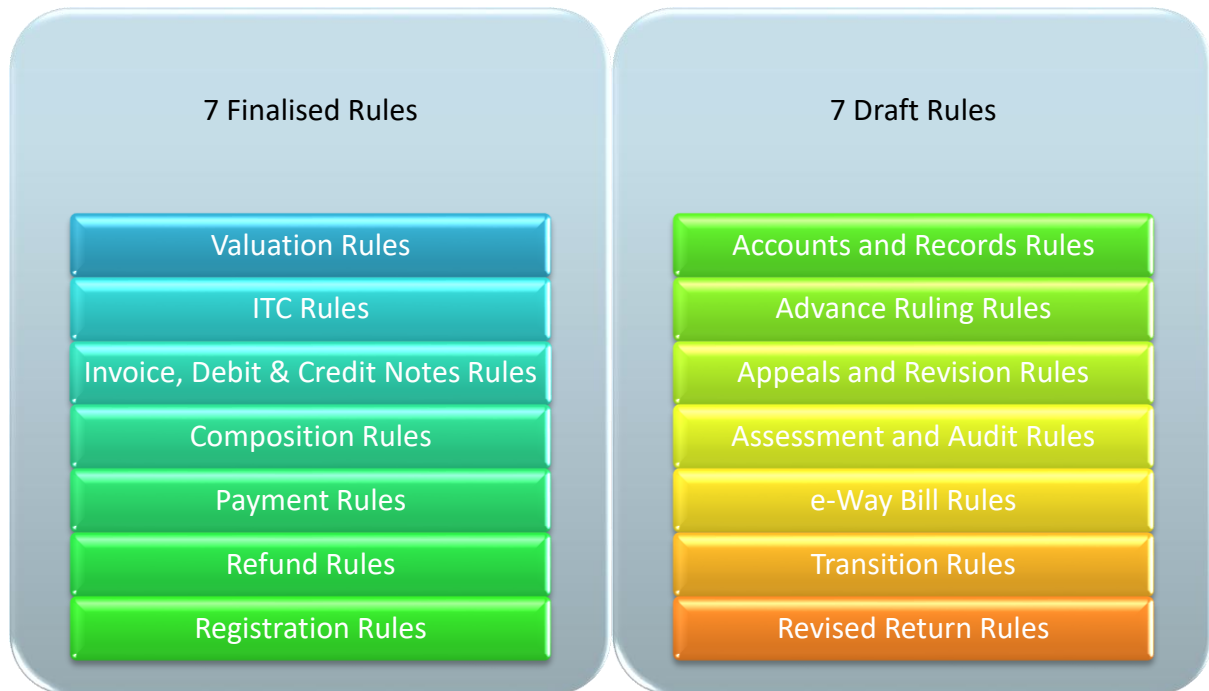 7 Finalised Rules
Valuation Rules
ITC Rules
Invoice, Debit & Credit Notes Rules
Composition Rules
Payment Rules
Refund Rules
Registration Rules
7 Draft Rules
Accounts and Records Rules
Advance Ruling Rules
Appeals and Revision Rules
Assessment and Audit Rules
e-Way Bill Rules
Transition Rules
Revised Return Rules